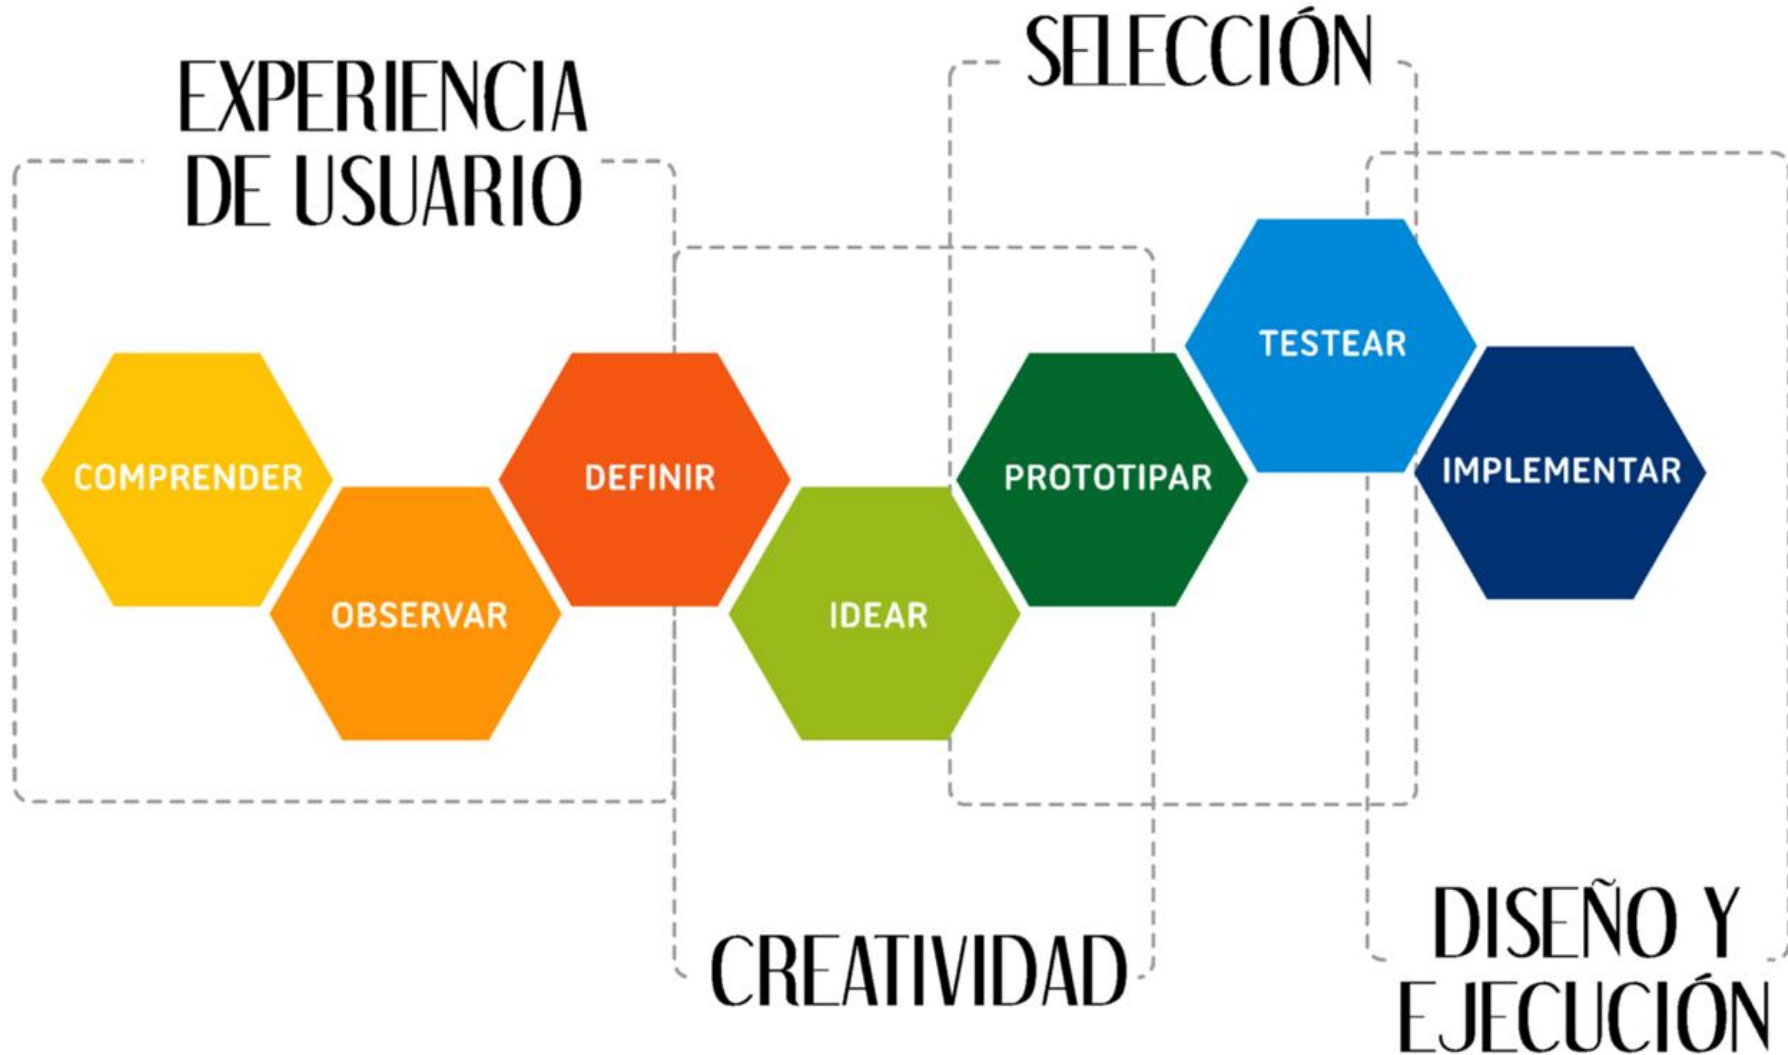 EXPERIENCIA
DE USUARIO
SELECCIÓN
COMPRENDER
OBSERVAR
DEFINIR
IDEAR
PROTOTIPAR
TESTEAR
IMPLEMENTAR
CREATIVIDAD
DISEÑO Y
EJECUCIÓN